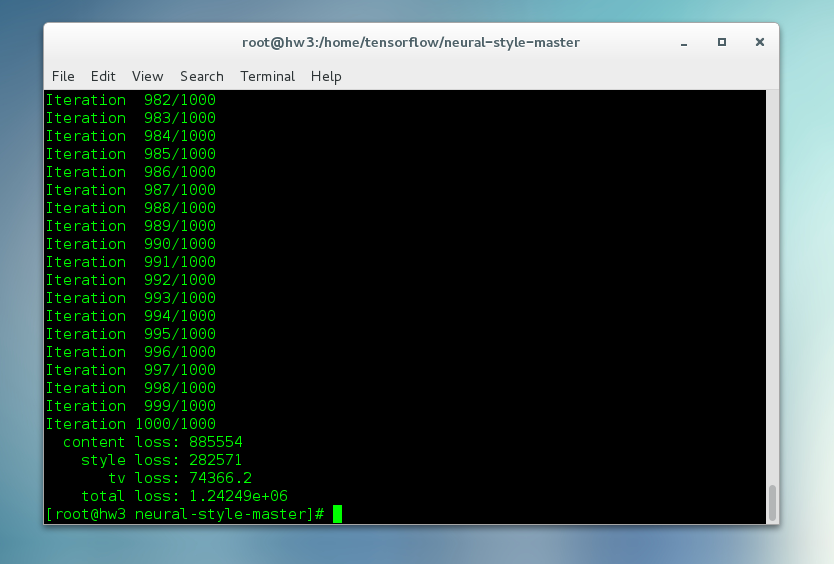 root@hw3:/home/tensorflow/neural-style-master
File Edit View Search Terminal Help
Iteration  982/1000
Iteration  983/1000
Iteration  984/1000
Iteration  985/1000
Iteration  986/1000
Iteration  987/1000
Iteration  988/1000
Iteration  989/1000
Iteration  990/1000
Iteration  991/1000
Iteration  992/1000
Iteration  993/1000
Iteration  994/1000
Iteration  995/1000
Iteration  996/1000
Iteration  997/1000
Iteration  998/1000
Iteration  999/1000
Iteration 1000/1000
  content loss: 885554
    style loss: 282571
       tv loss: 74366.2
    total loss: 1.24249e+06
[root@hw3 neural-style-master]#